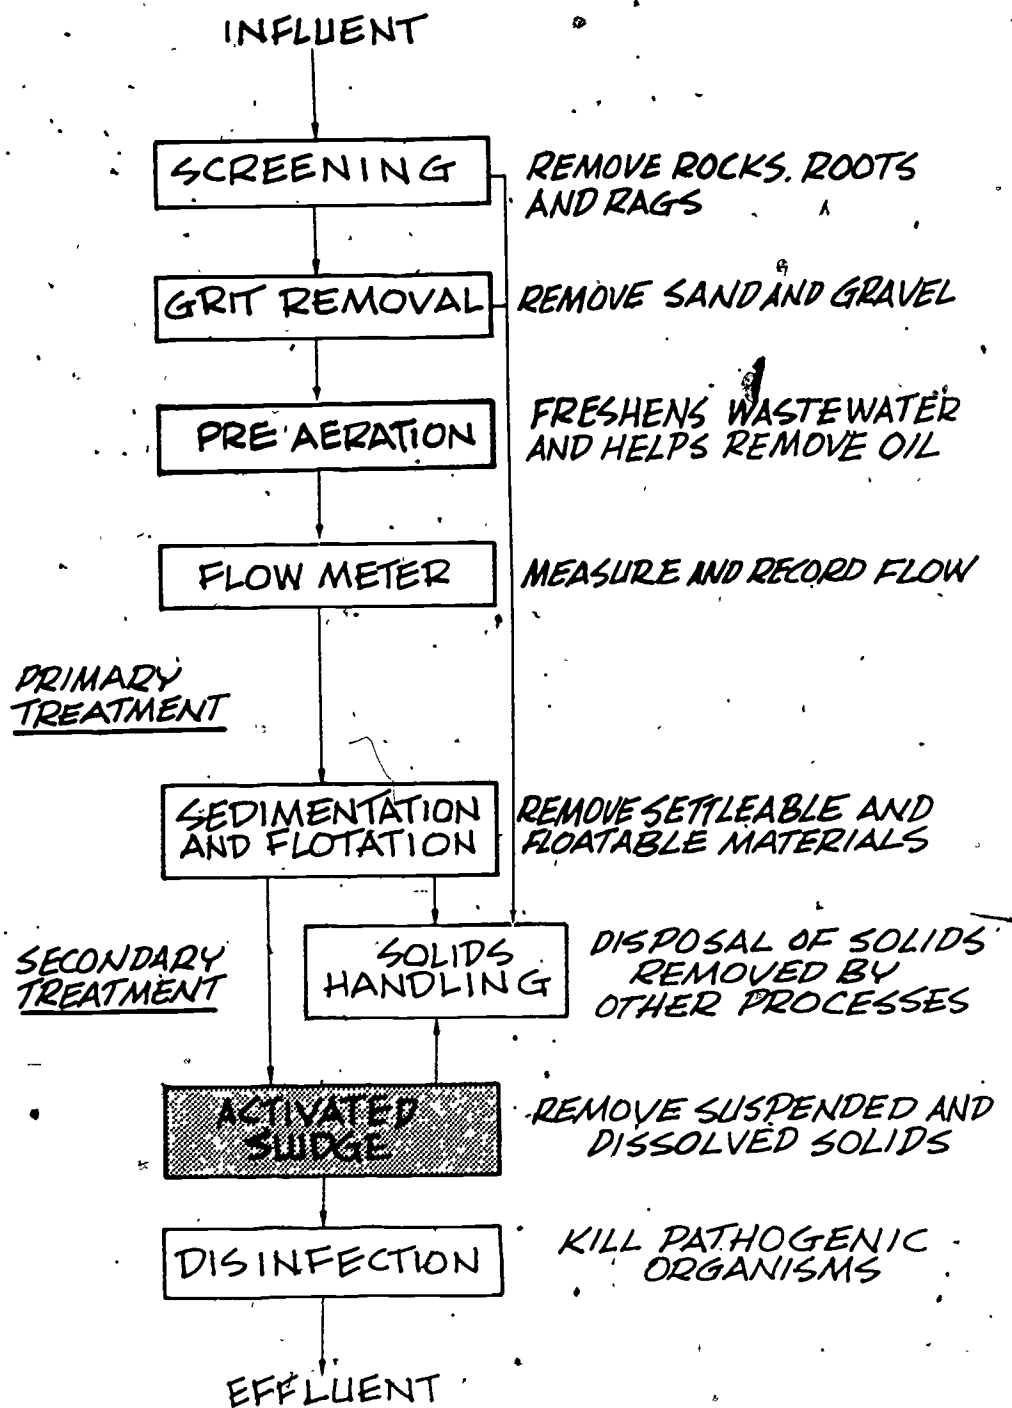 INFLUENT
SCREENING
REMOVE ROCKS, ROOTS
AND RAGS
GRIT REMOVAL
REMOVE SAND AND GRAVEL
PRE AERATION
FRESHENS WASTEWATER
AND HELPS REMOVE OIL
FLOW METER
MEASURE AND RECORD FLOW
PRIMARY
TREATMENT
SEDIMENTATION
AND FLOTATION
REMOVE SETTLEABLE AND
FLOATABLE MATERIALS
SECONDARY
TREATMENT
SOLIDS
HANDLING
DISPOSAL OF SOLIDS
REMOVED BY
OTHER PROCESSES
ACTIVATED
SLUDGE
REMOVE SUSPENDED AND
DISSOLVED SOLIDS
DISINFECTION
KILL PATHOGENIC
ORGANISMS
EFFLUENT